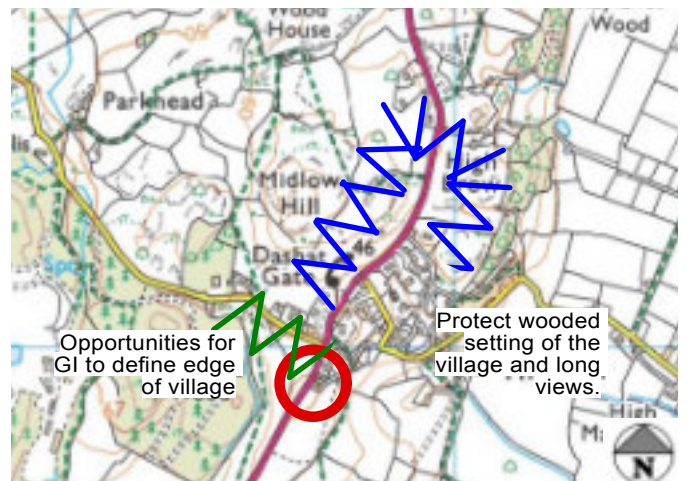 Wood
House
Wood
Parkhead
Midlow
Hill
46
Gate
Opportunities for
GI to define edge
of village
Protect wooded
setting of the
village and long
views.
High
N